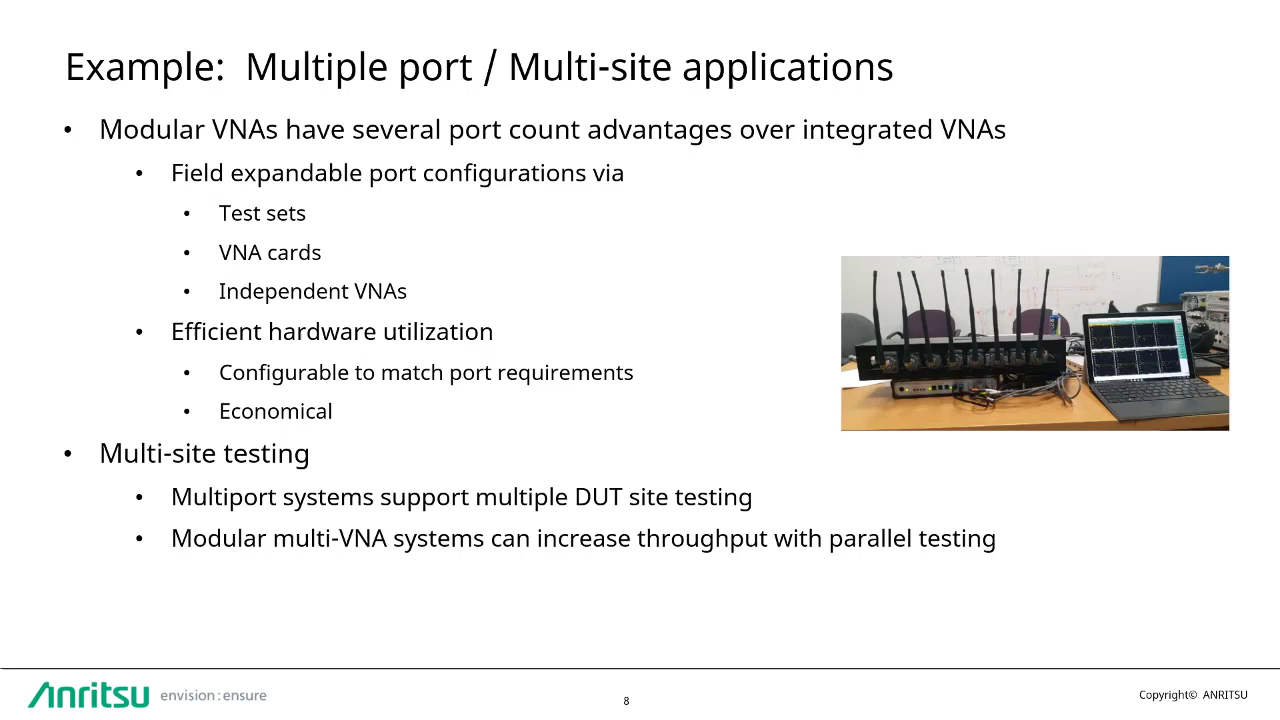 Example: Multiple port / Multi-site applications
• Modular VNAs have several port count advantages over integrated VNAs
• Field expandable port configurations via
• Test sets
• VNA cards
• Independent VNAs
• Efficient hardware utilization
• Configurable to match port requirements
• Economical
• Multi-site testing
• Multiport systems support multiple DUT site testing
• Modular multi-VNA systems can increase throughput with parallel testing
Anritsu envision : ensure
8
Copyright© ANRITSU